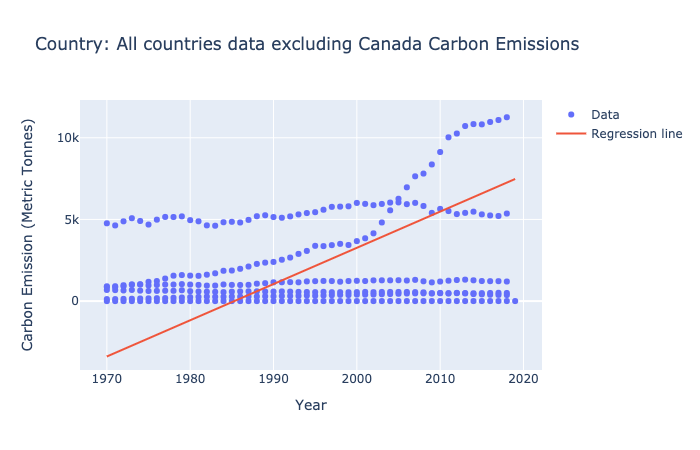 Country: All countries data excluding Canada Carbon Emissions
Data
Regression line
Carbon Emission (Metric Tonnes)
10k
5k
0
1970
1980
1990
2000
2010
2020
Year